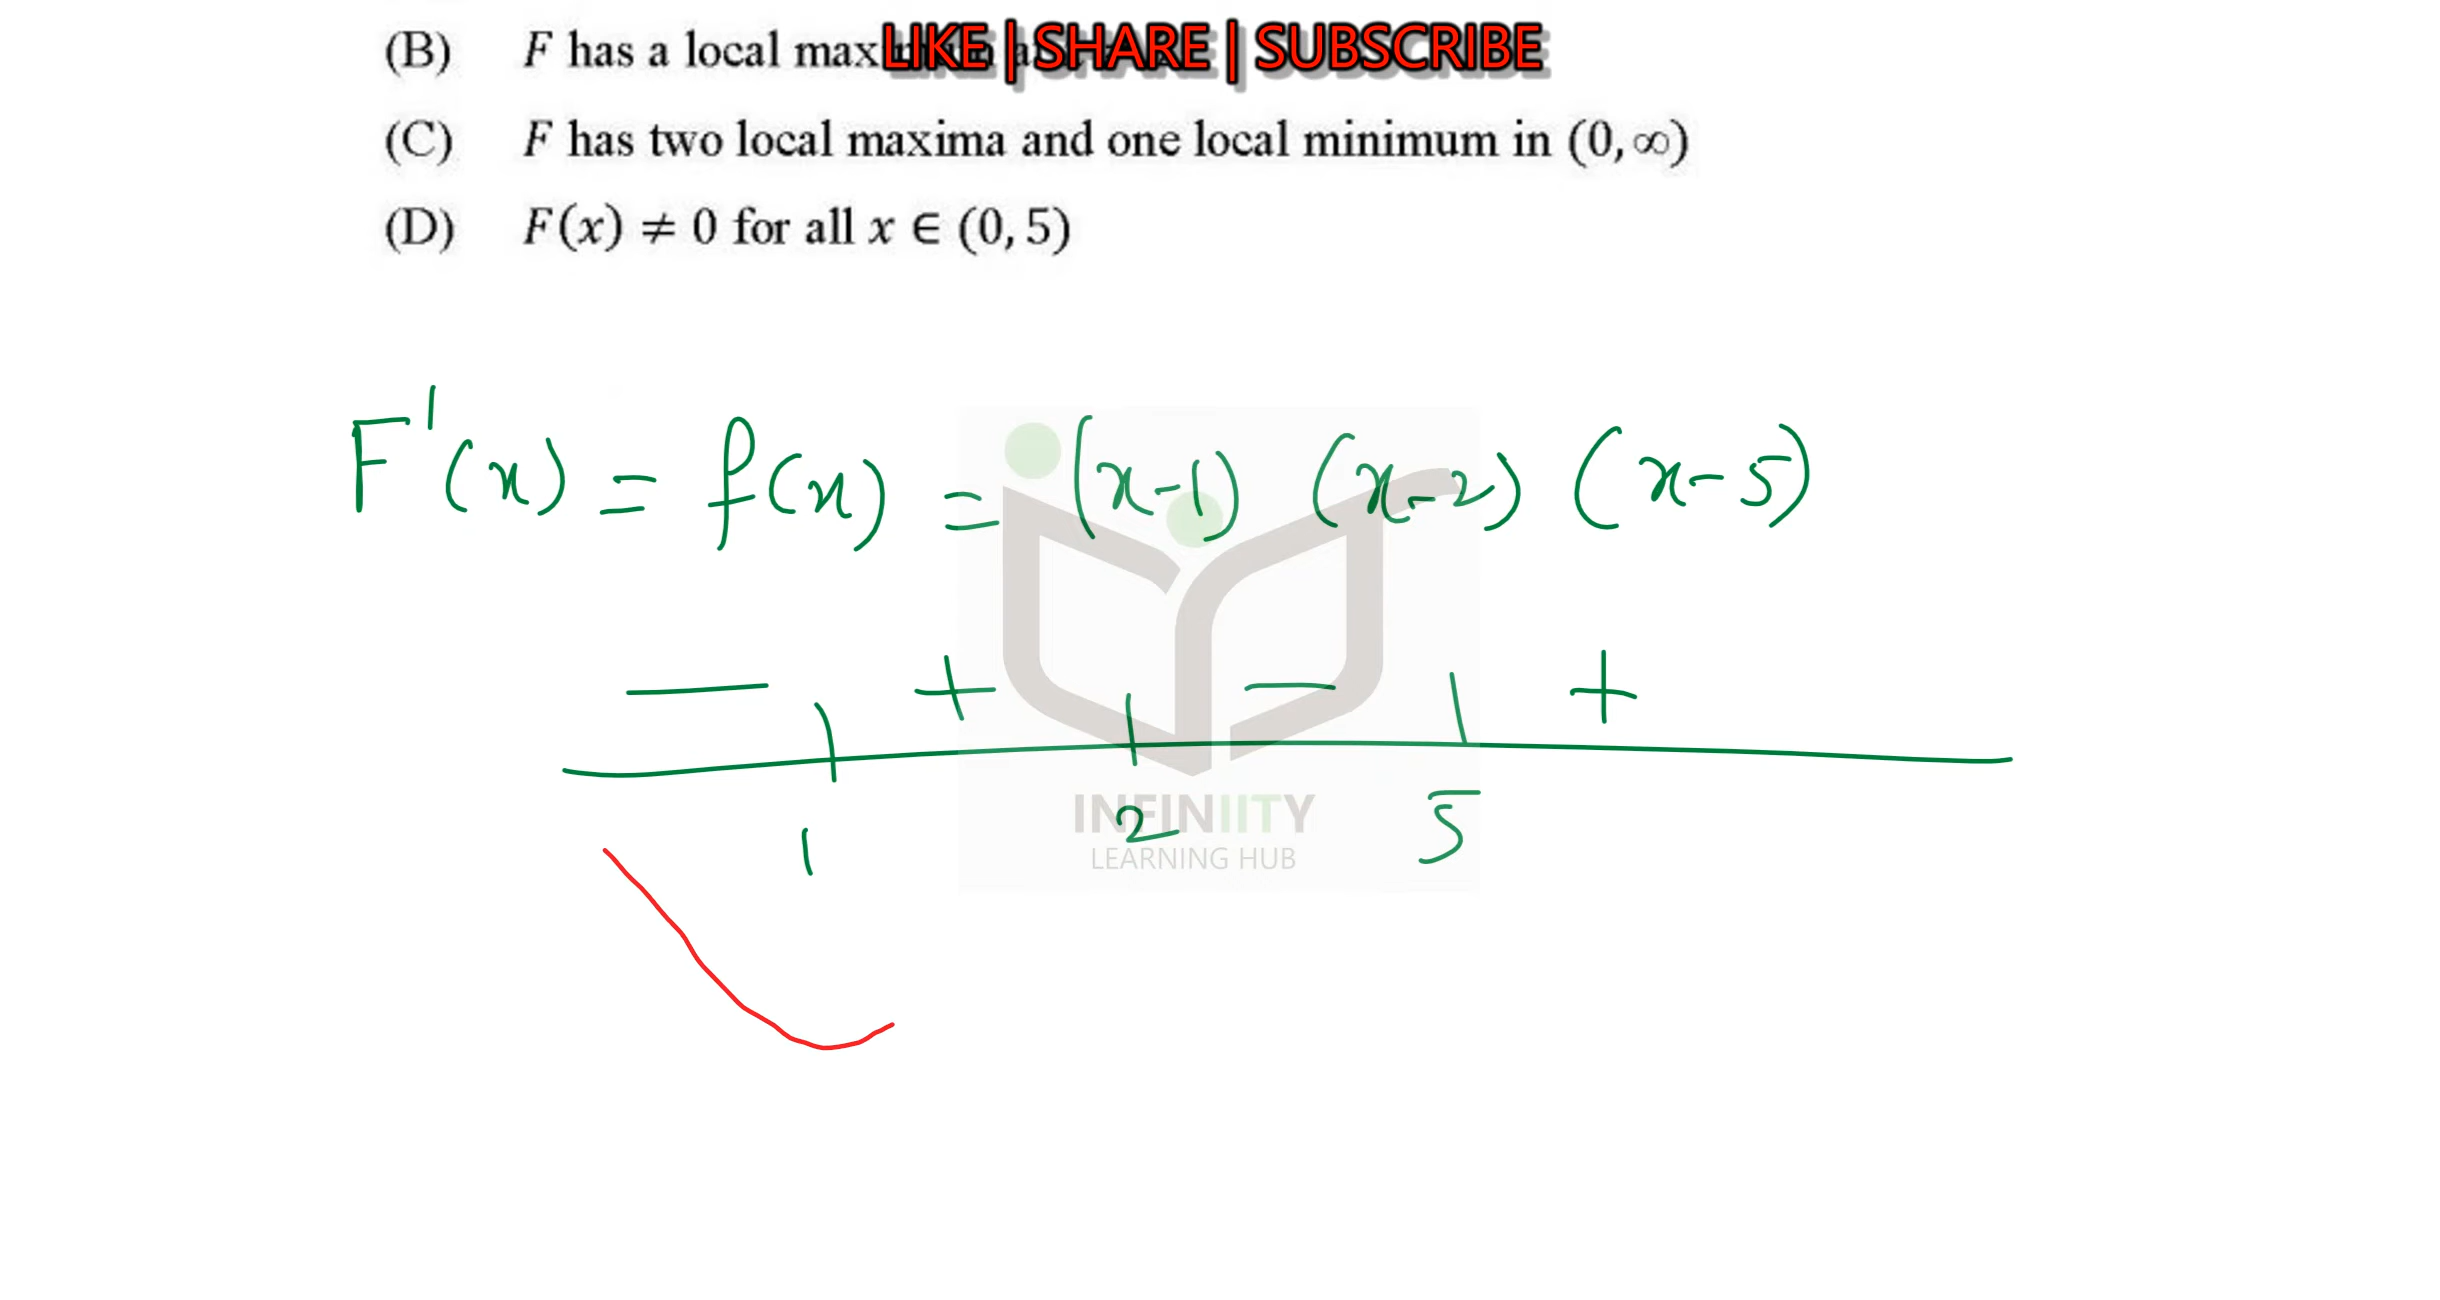 (B) F has a local max
LIKE | SHARE | SUBSCRIBE
(C) F has two local maxima and one local minimum in (0, ∞)
(D) F(x) ≠ 0 for all x ∈ (0, 5)
F'(x) = f(x) = (x-1) (x-2) (x-5)
— + — +
1 2 5
INFINIITY
LEARNING HUB